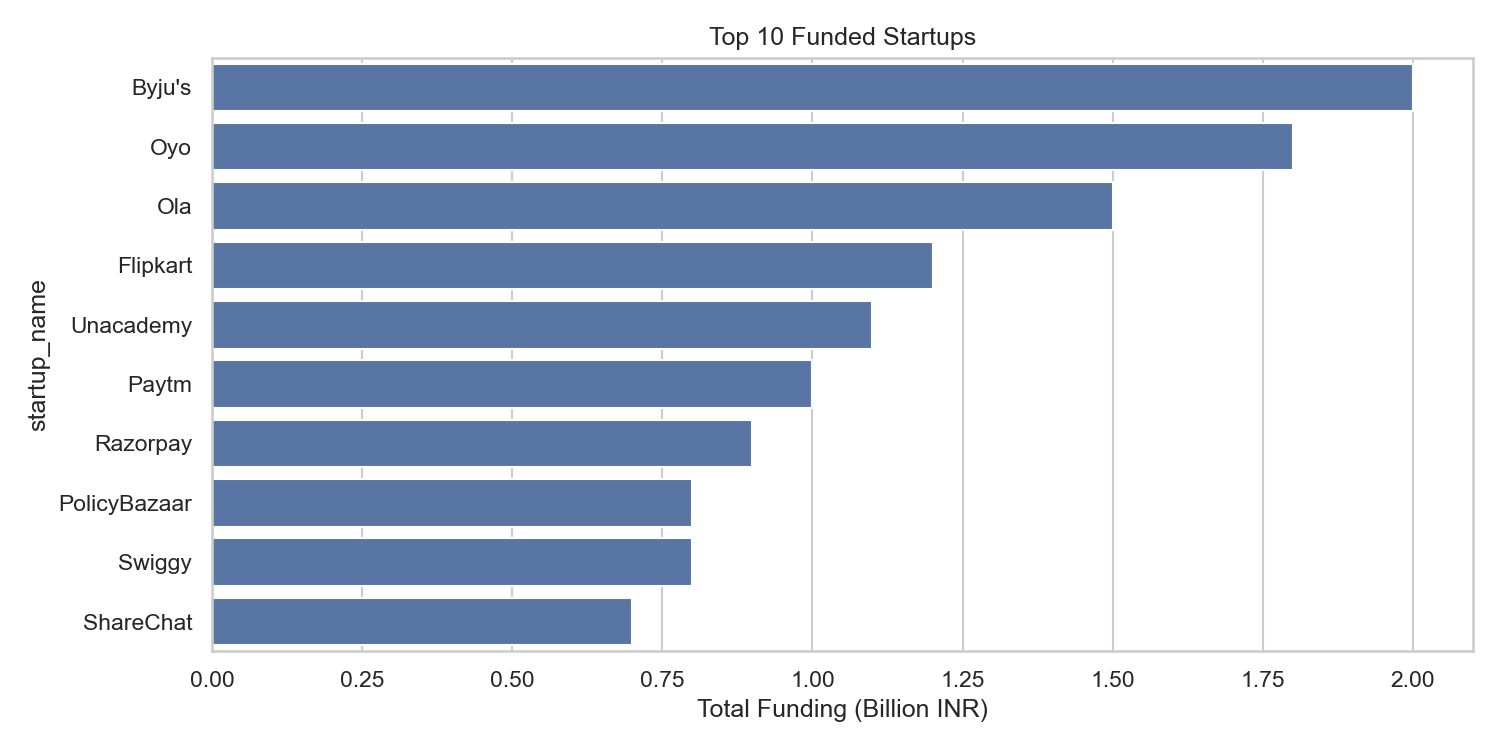 Top 10 Funded Startups
startup_name
Byju's
Oyo
Ola
Flipkart
Unacademy
Paytm
Razorpay
PolicyBazaar
Swiggy
ShareChat
0.00 0.25 0.50 0.75 1.00 1.25 1.50 1.75 2.00
Total Funding (Billion INR)